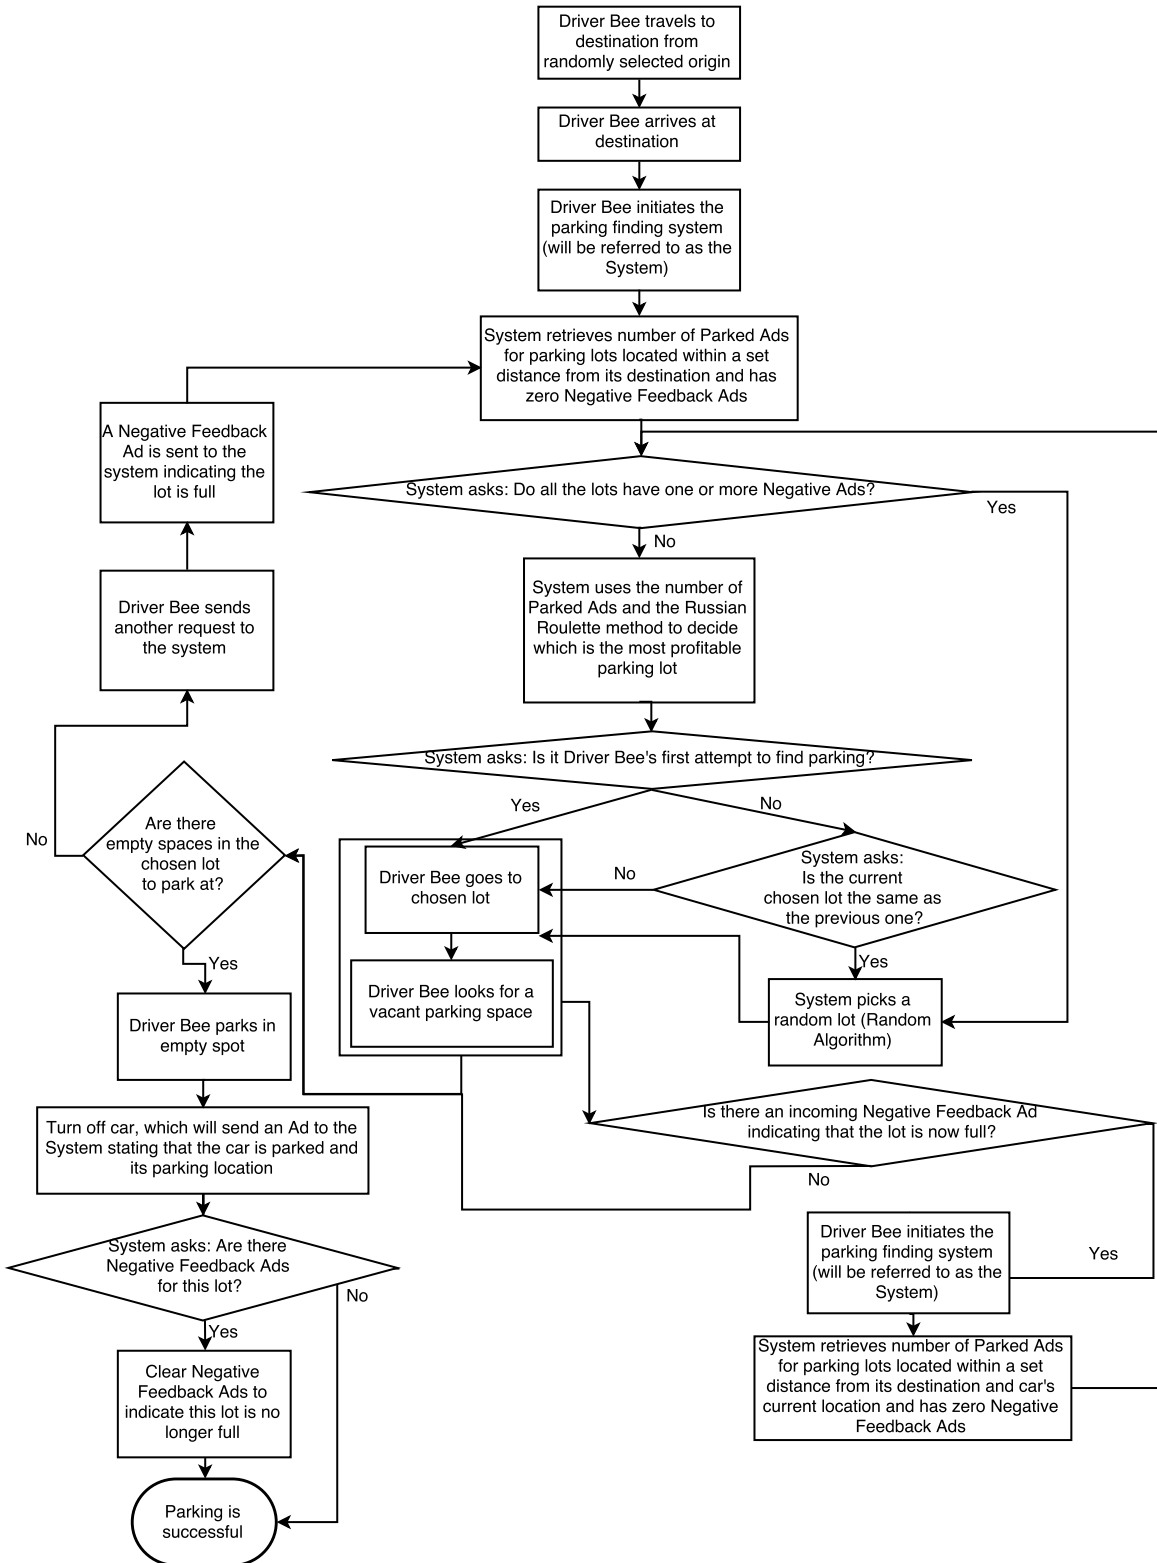 Driver Bee travels to
destination from
randomly selected origin
Driver Bee arrives at
destination
Driver Bee initiates the
parking finding system
(will be referred to as the
System)
System retrieves number of Parked Ads
for parking lots located within a set
distance from its destination and has
zero Negative Feedback Ads
A Negative Feedback
Ad is sent to the
system indicating the
lot is full
System asks: Do all the lots have one or more Negative Ads?
Yes
No
System uses the number of
Parked Ads and the Russian
Roulette method to decide
which is the most profitable
parking lot
Driver Bee sends
another request to
the system
System asks: Is it Driver Bee's first attempt to find parking?
Yes
No
Are there
empty spaces in the
chosen lot
to park at?
No
Yes
Driver Bee goes to
chosen lot
No
System asks:
Is the current
chosen lot the same as
the previous one?
Yes
Driver Bee looks for a
vacant parking space
System picks a
random lot (Random
Algorithm)
Driver Bee parks in
empty spot
Is there an incoming Negative Feedback Ad
indicating that the lot is now full?
No
Yes
Turn off car, which will send an Ad to the
System stating that the car is parked and
its parking location
System asks: Are there
Negative Feedback Ads
for this lot?
No
Yes
Driver Bee initiates the
parking finding system
(will be referred to as the
System)
System retrieves number of Parked Ads
for parking lots located within a set
distance from its destination and car's
current location and has zero Negative
Feedback Ads
Clear Negative
Feedback Ads to
indicate this lot is no
longer full
Parking is
successful